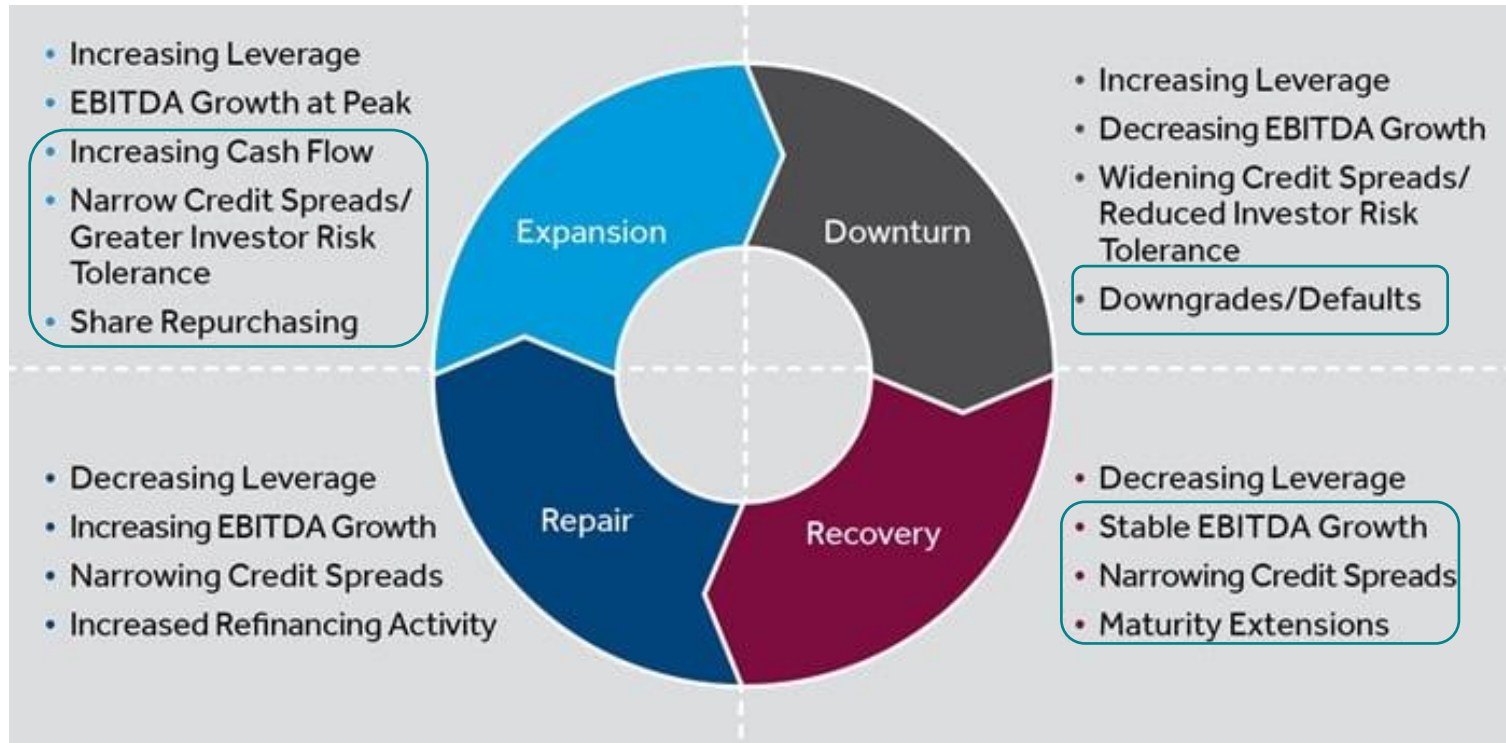 • Increasing Leverage
• EBITDA Growth at Peak
• Increasing Cash Flow
• Narrow Credit Spreads/
Greater Investor Risk
Tolerance
• Share Repurchasing
Expansion
Downturn
• Increasing Leverage
• Decreasing EBITDA Growth
• Widening Credit Spreads/
Reduced Investor Risk
Tolerance
• Downgrades/Defaults
• Decreasing Leverage
• Increasing EBITDA Growth
• Narrowing Credit Spreads
• Increased Refinancing Activity
Repair
Recovery
• Decreasing Leverage
• Stable EBITDA Growth
• Narrowing Credit Spreads
• Maturity Extensions